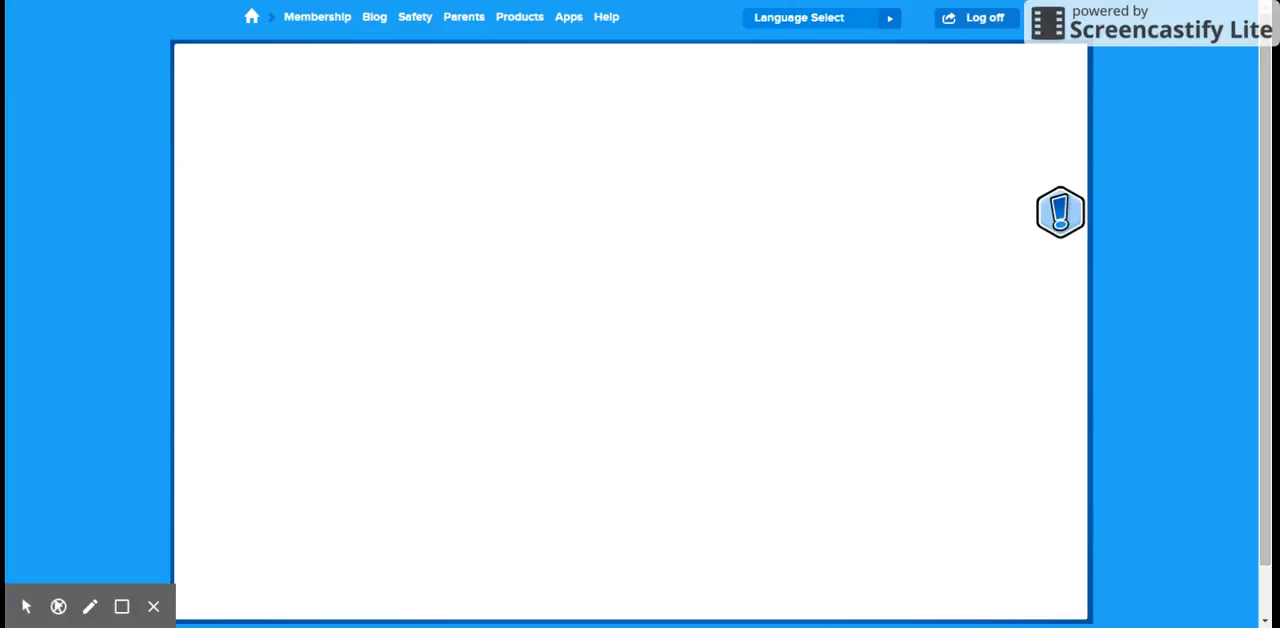 Membership Blog Safety Parents Products Apps Help Language Select Log off
powered by
Screencastify Lite
!